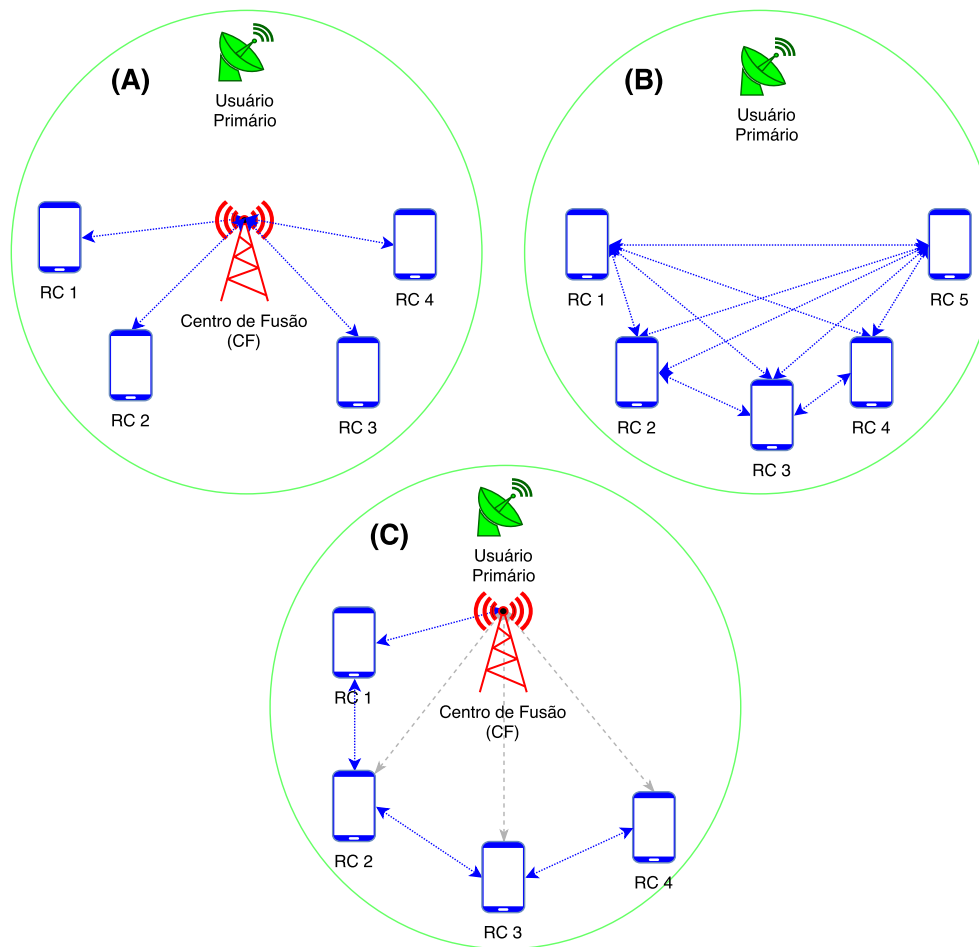 (A)
Usuário
Primário
RC 1
RC 4
Centro de Fusão
(CF)
RC 2
RC 3
(B)
Usuário
Primário
RC 1
RC 5
RC 2
RC 4
RC 3
(C)
Usuário
Primário
RC 1
Centro de Fusão
(CF)
RC 2
RC 4
RC 3